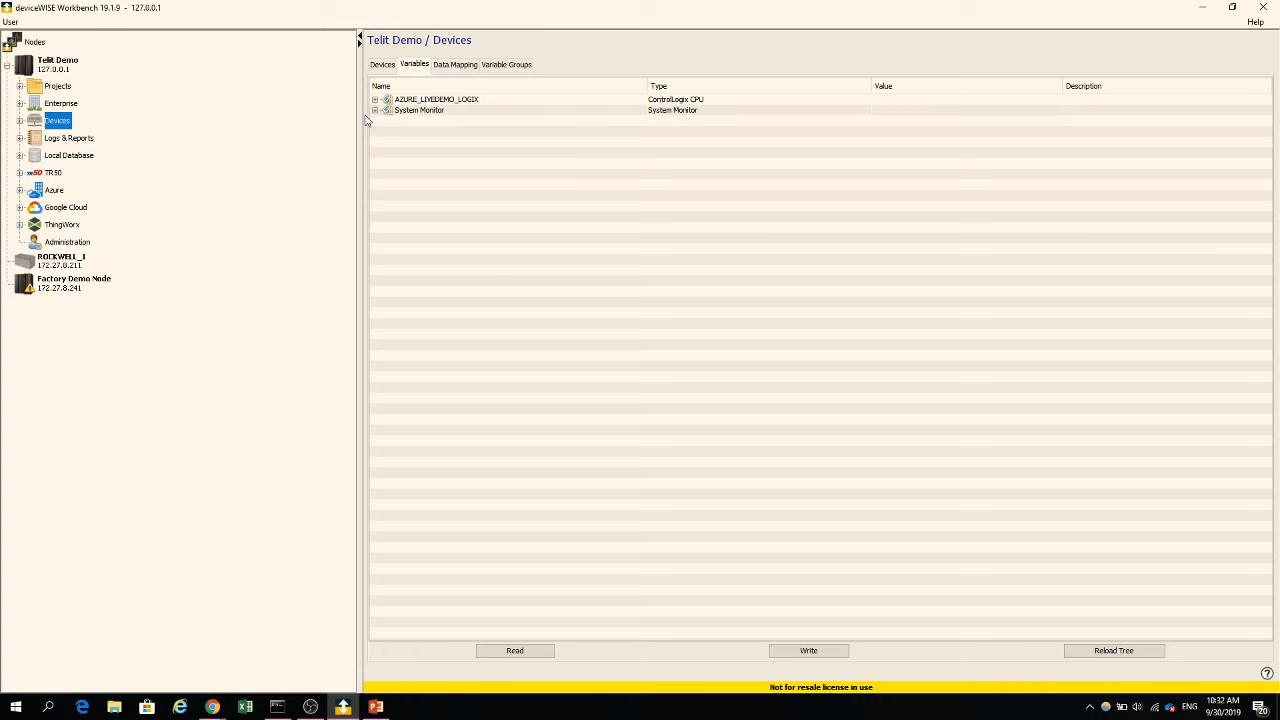 deviceWISE Workbench 19.1.9 - 127.0.0.1
User
Help
Nodes
Telit Demo
127.0.0.1
Projects
Enterprise
Devices
Logs & Reports
Local Database
TR50
Azure
Google Cloud
ThingWorx
Administration
ROCKWELL_1
172.27.8.211
Factory Demo Node
172.27.8.241
Telit Demo / Devices
Devices Variables Data Mapping Variable Groups
Name Type Value Description
AZURE_LIVEDEMO_LOGIX ControlLogix CPU
System Monitor System Monitor
Read Write Reload Tree
Not for resale license in use
ENG
10:32 AM
9/30/2019
20